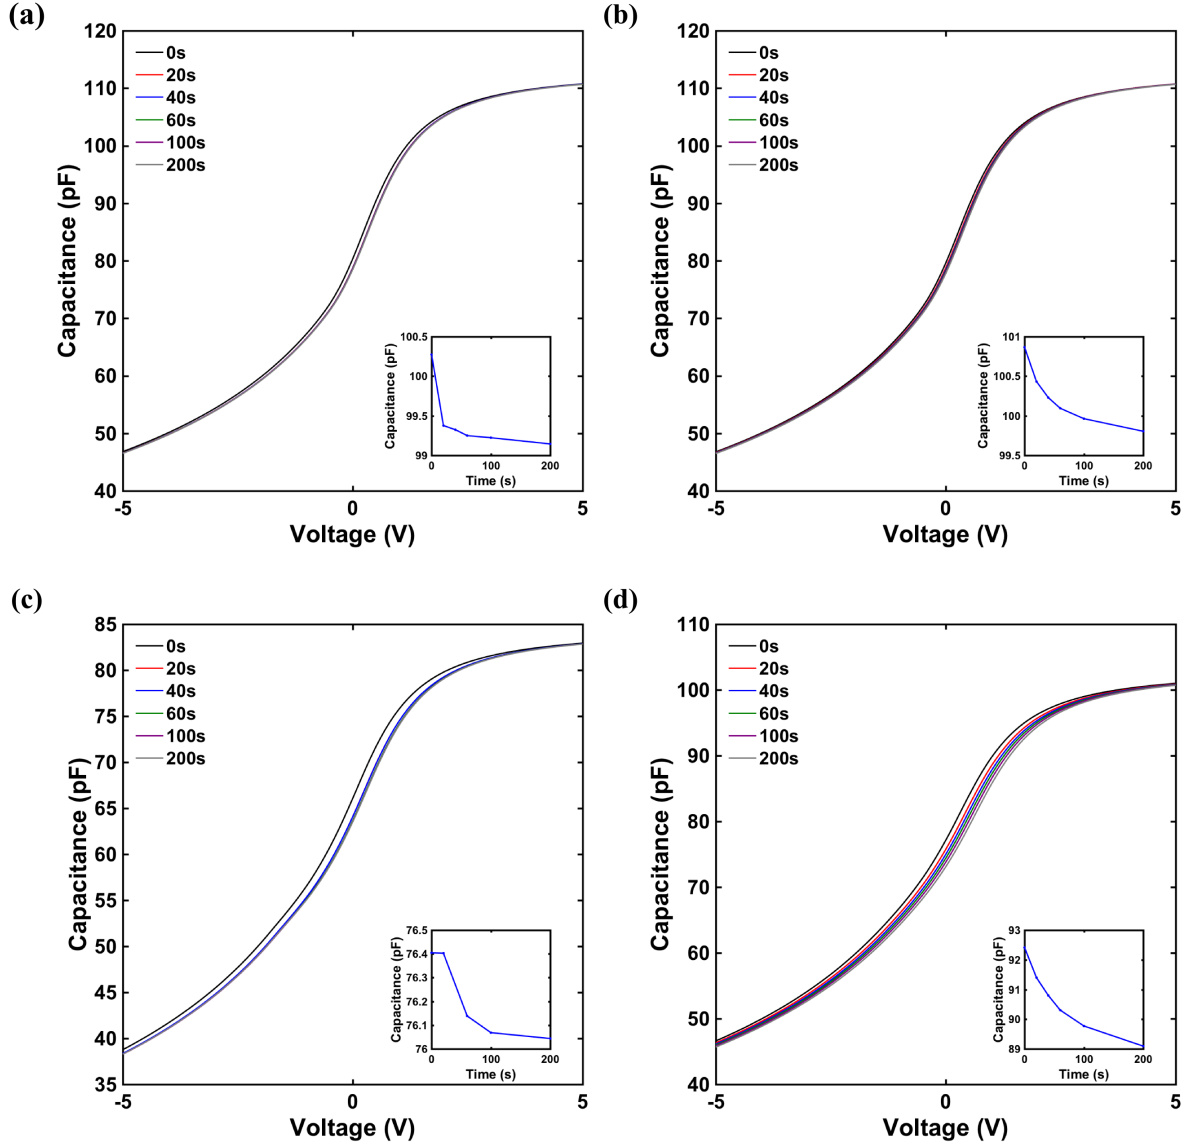 (a)
120
110
100
90
80
70
60
50
40
Capacitance (pF)
0s
20s
40s
60s
100s
200s
100.5
100
99.5
99
Capacitance (pF)
0 100 200
Time (s)
-5 0 5
Voltage (V)
(b)
120
110
100
90
80
70
60
50
40
Capacitance (pF)
0s
20s
40s
60s
100s
200s
101
100.5
100
99.5
Capacitance (pF)
0 100 200
Time (s)
-5 0 5
Voltage (V)
(c)
85
80
75
70
65
60
55
50
45
40
35
Capacitance (pF)
0s
20s
40s
60s
100s
200s
76.5
76.4
76.3
76.2
76.1
76
Capacitance (pF)
0 100 200
Time (s)
-5 0 5
Voltage (V)
(d)
110
100
90
80
70
60
50
40
Capacitance (pF)
0s
20s
40s
60s
100s
200s
93
92
91
90
89
Capacitance (pF)
0 100 200
Time (s)
-5 0 5
Voltage (V)